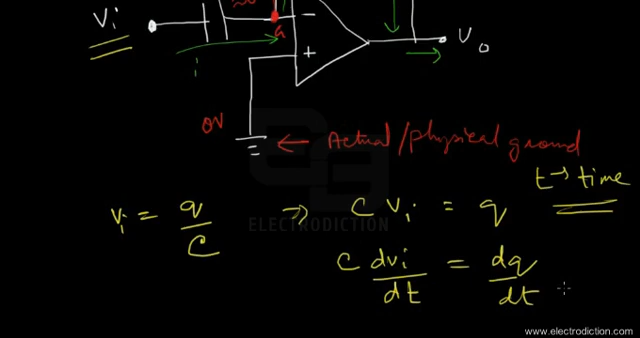 Vi
a
−
i
+
Vo
0V
← Actual/physical ground
t → time
Vi = q/C ⇒ C Vi = q
ELECTRODICTION
C dvi/dt = dq/dt
www.electrodiction.com